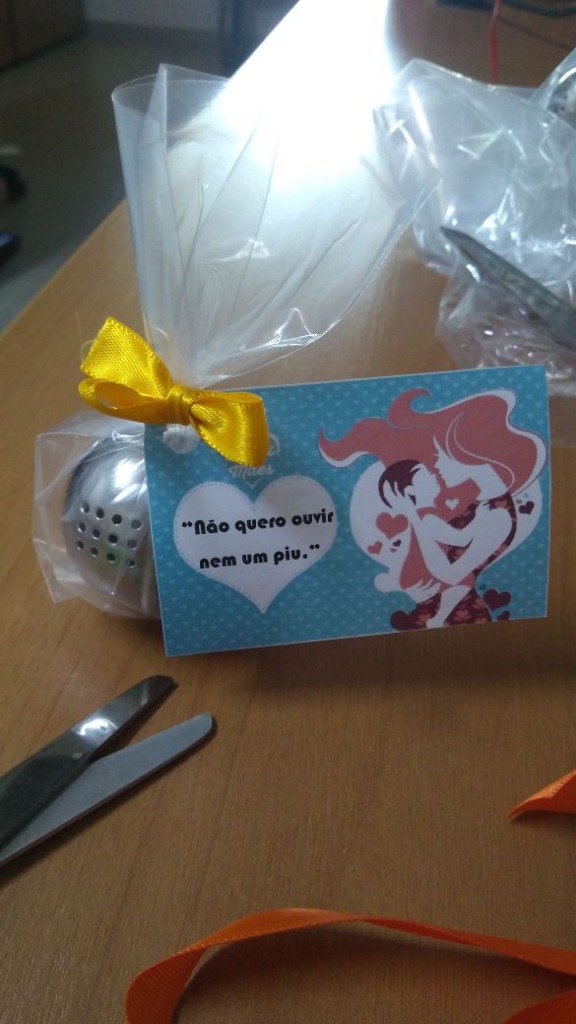 Mães
“Não quero ouvir
nem um piu.”